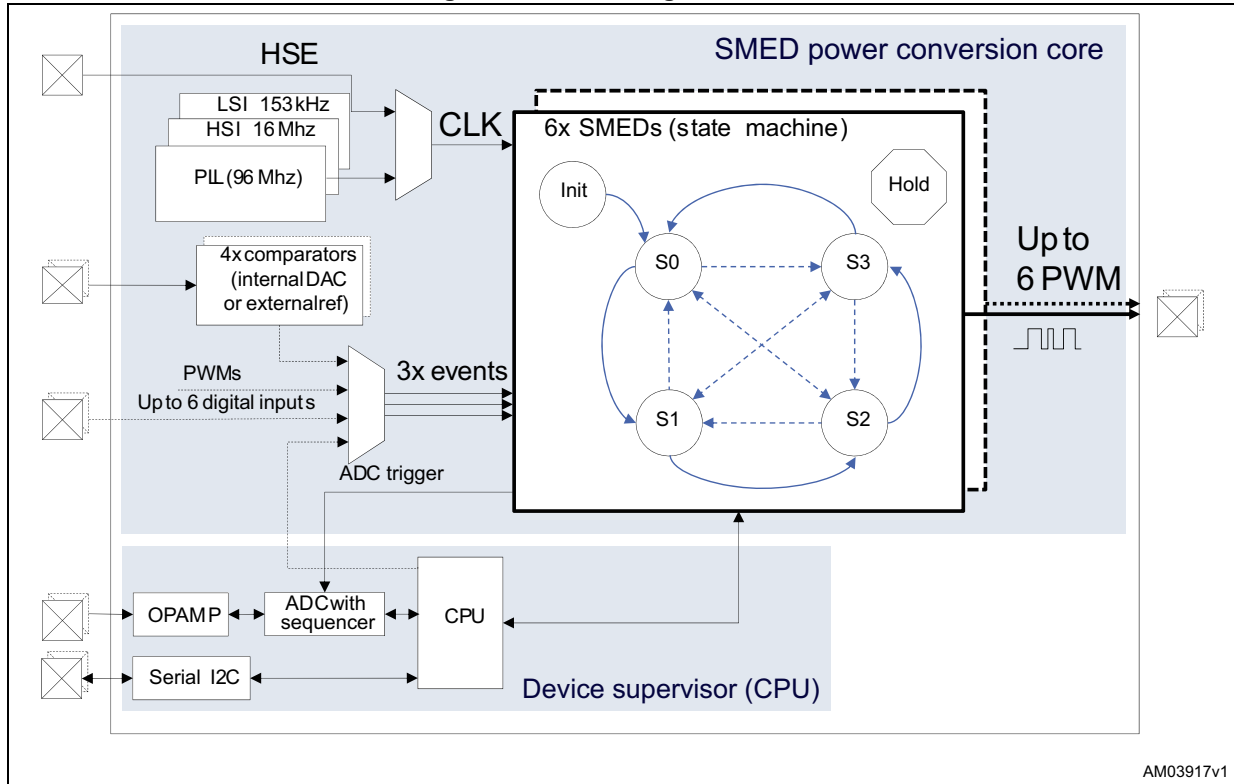 SMED power conversion core
HSE
LSI 153 kHz
HSI 16 Mhz
PLL (96 Mhz)
CLK
6x SMEDs (state machine)
Init
Hold
S0
S3
S1
S2
Up to
6 PWM
4x comparators
(internal DAC
or external ref)
PWMs
Up to 6 digital inputs
3x events
ADC trigger
OPAMP
ADC with
sequencer
CPU
Serial I2C
Device supervisor (CPU)
AM03917v1